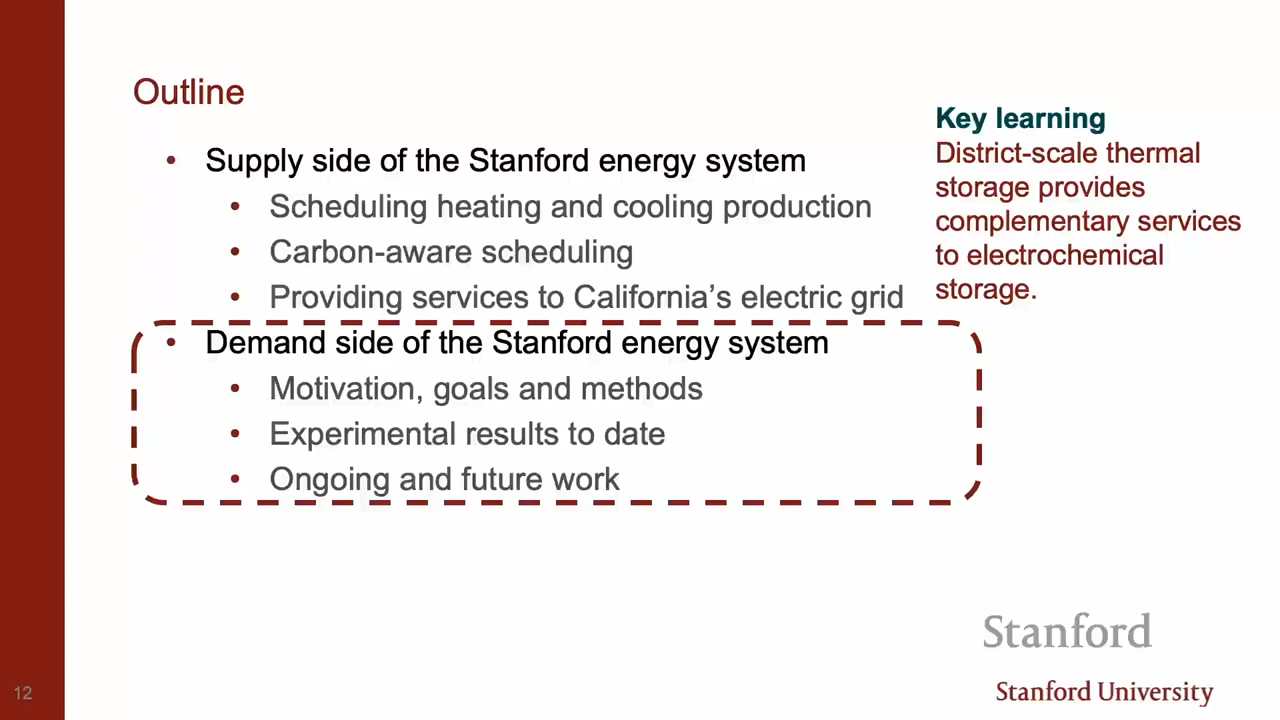 Outline
• Supply side of the Stanford energy system
• Scheduling heating and cooling production
• Carbon-aware scheduling
• Providing services to California’s electric grid
• Demand side of the Stanford energy system
• Motivation, goals and methods
• Experimental results to date
• Ongoing and future work
Key learning
District-scale thermal
storage provides
complementary services
to electrochemical
storage.
Stanford
Stanford University
12